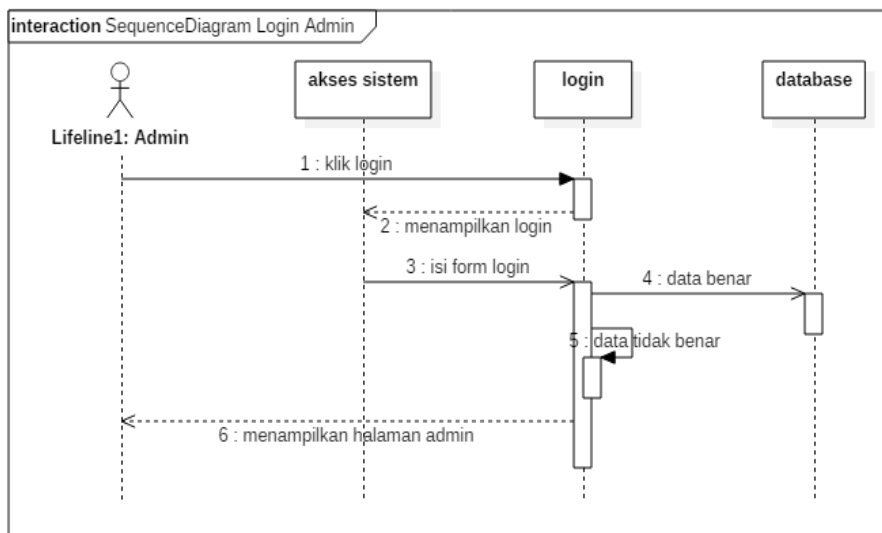 interaction SequenceDiagram Login Admin
akses sistem
login
database
Lifeline1: Admin
1 : klik login
2 : menampilkan login
3 : isi form login
4 : data benar
5 : data tidak benar
6 : menampilkan halaman admin